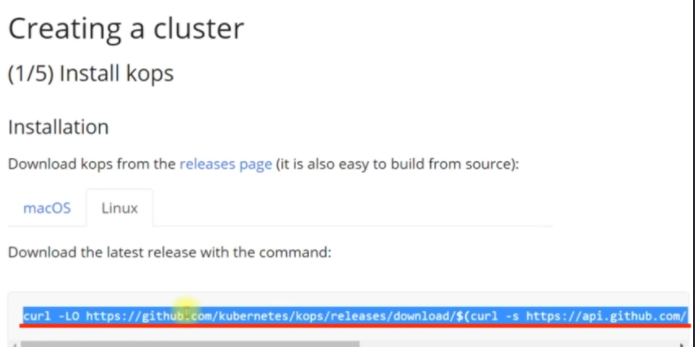 Creating a cluster
(1/5) Install kops
Installation
Download kops from the releases page (it is also easy to build from source):
macOS Linux
Download the latest release with the command:
curl -LO https://github.com/kubernetes/kops/releases/download/$(curl -s https://api.github.com/